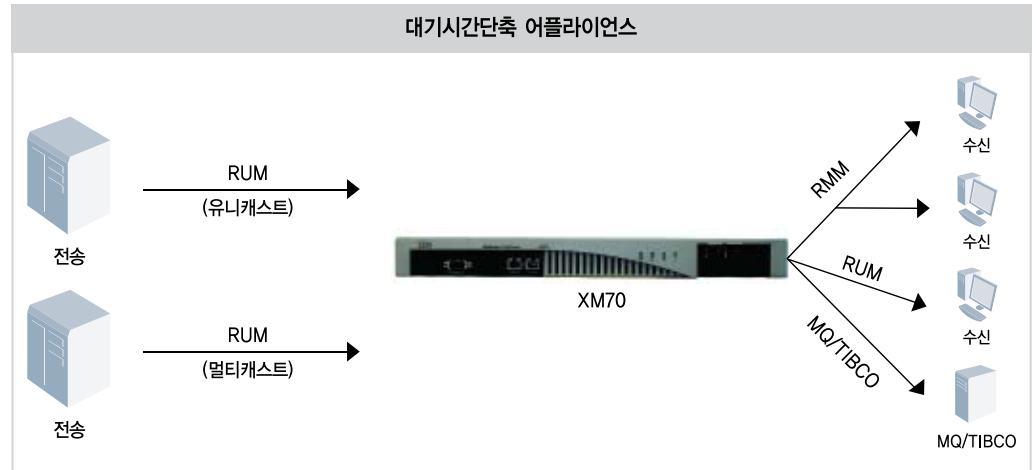 대기시간단축 어플라이언스
RUM
(유니캐스트)
전송
RUM
(멀티캐스트)
전송
XM70
RMM
RUM
MQ/TIBCO
수신
수신
수신
MQ/TIBCO